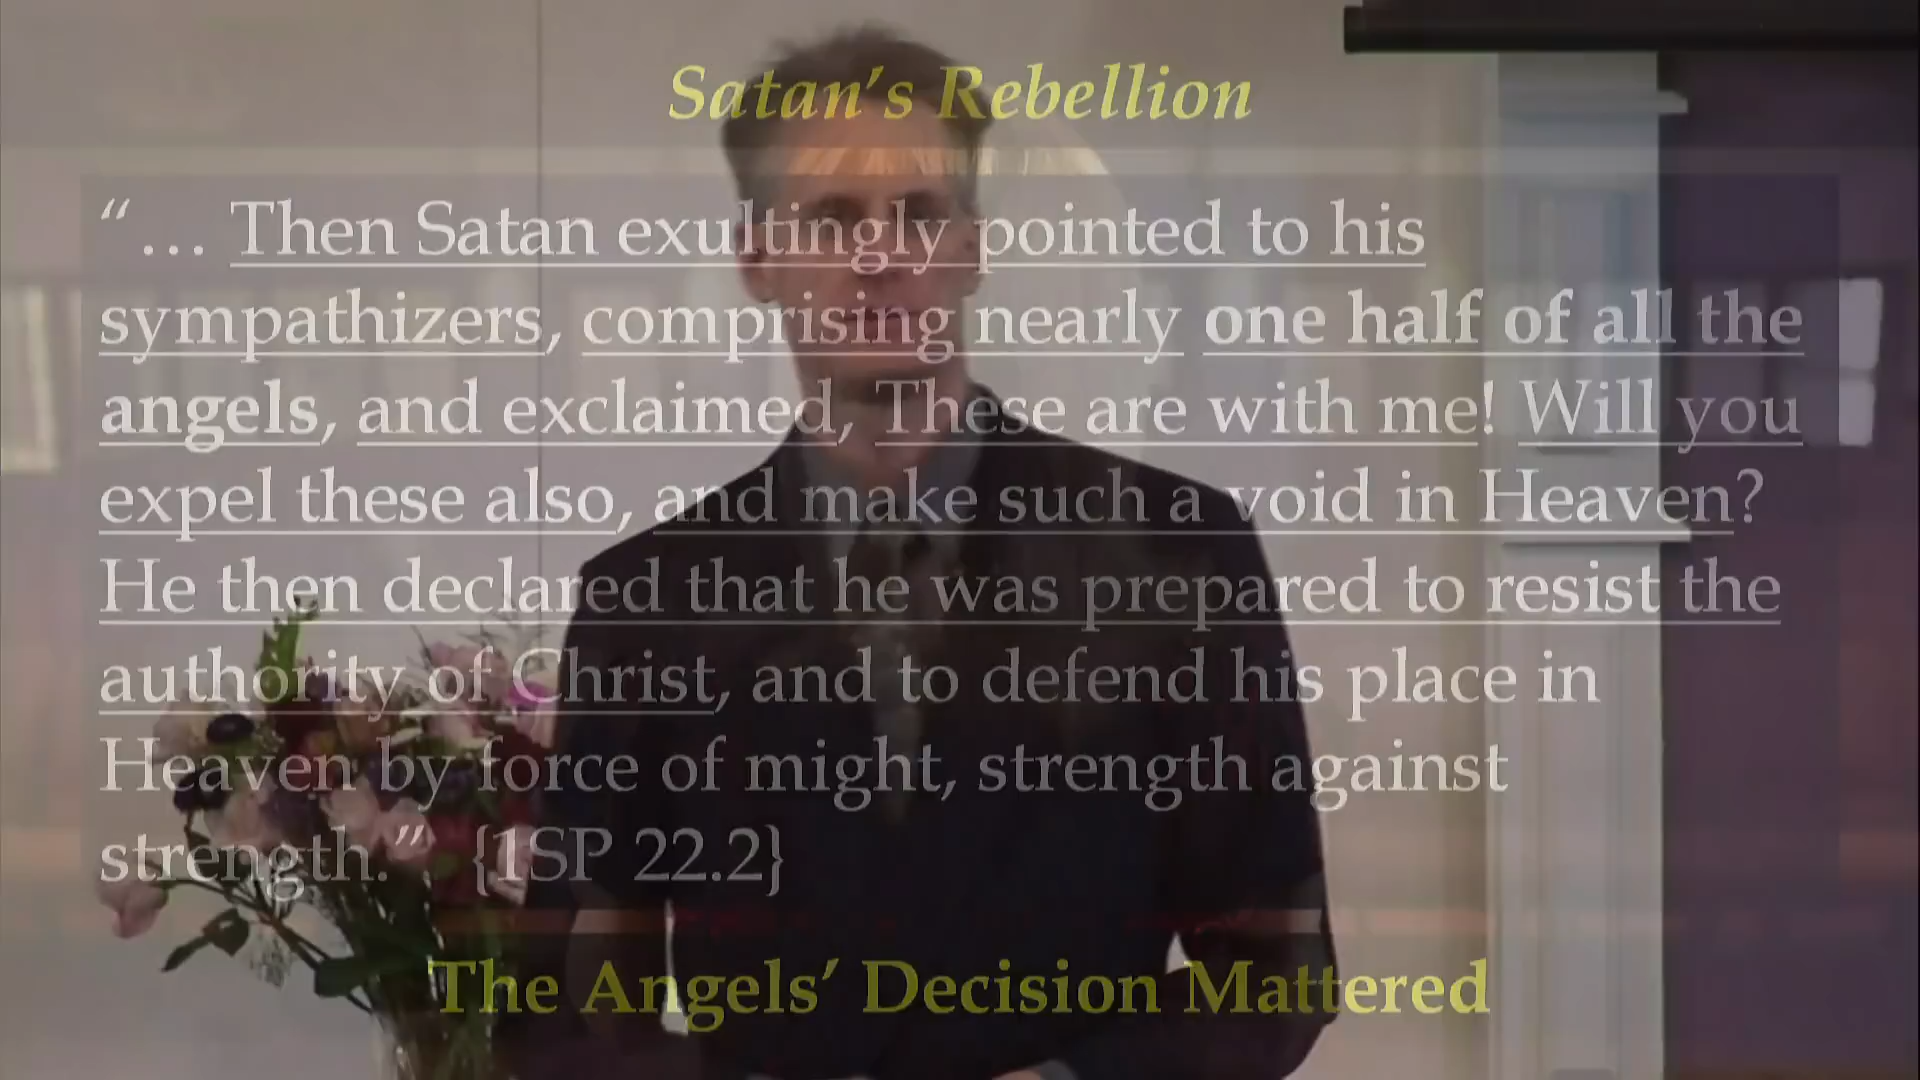 Satan's Rebellion
“… Then Satan exultingly pointed to his
sympathizers, comprising nearly one half of all the
angels, and exclaimed, These are with me! Will you
expel these also, and make such a void in Heaven?
He then declared that he was prepared to resist the
authority of Christ, and to defend his place in
Heaven by force of might, strength against
strength.” {1SP 22.2}
The Angels’ Decision Mattered